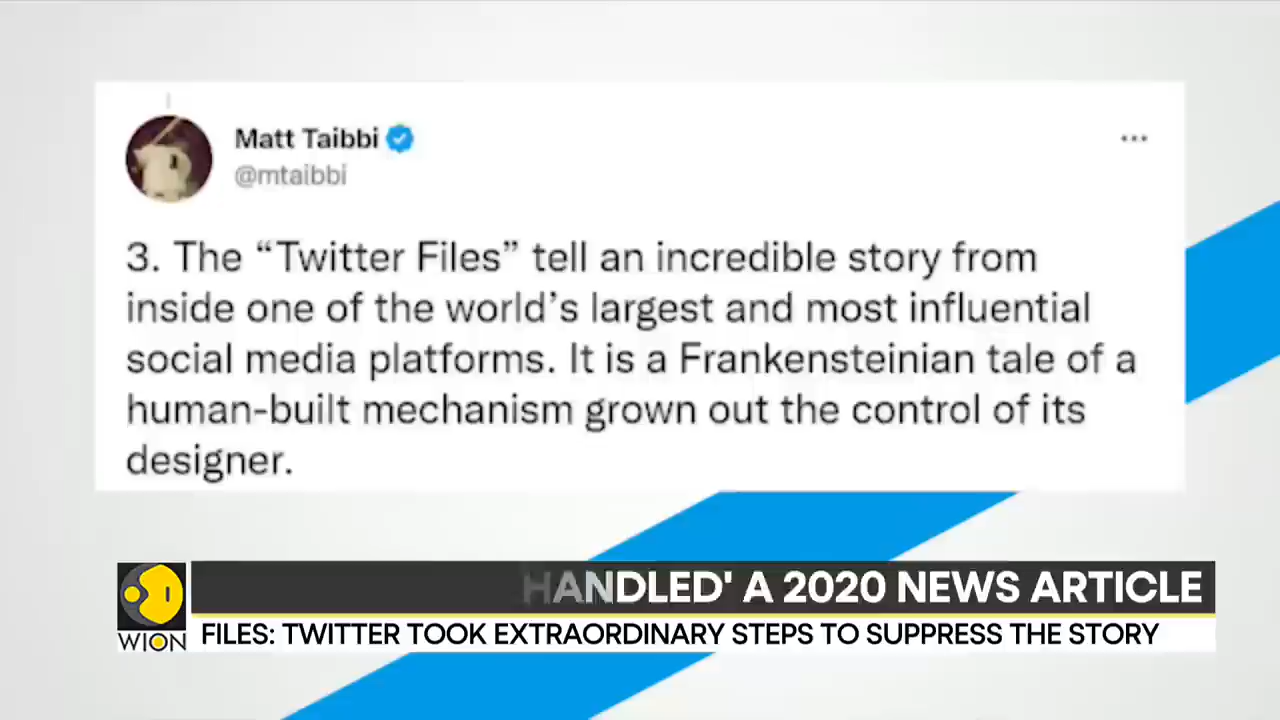 Matt Taibbi
@mtaibbi
3. The “Twitter Files” tell an incredible story from
inside one of the world’s largest and most influential
social media platforms. It is a Frankensteinian tale of a
human-built mechanism grown out the control of its
designer.
HANDLED' A 2020 NEWS ARTICLE
WION
FILES: TWITTER TOOK EXTRAORDINARY STEPS TO SUPPRESS THE STORY